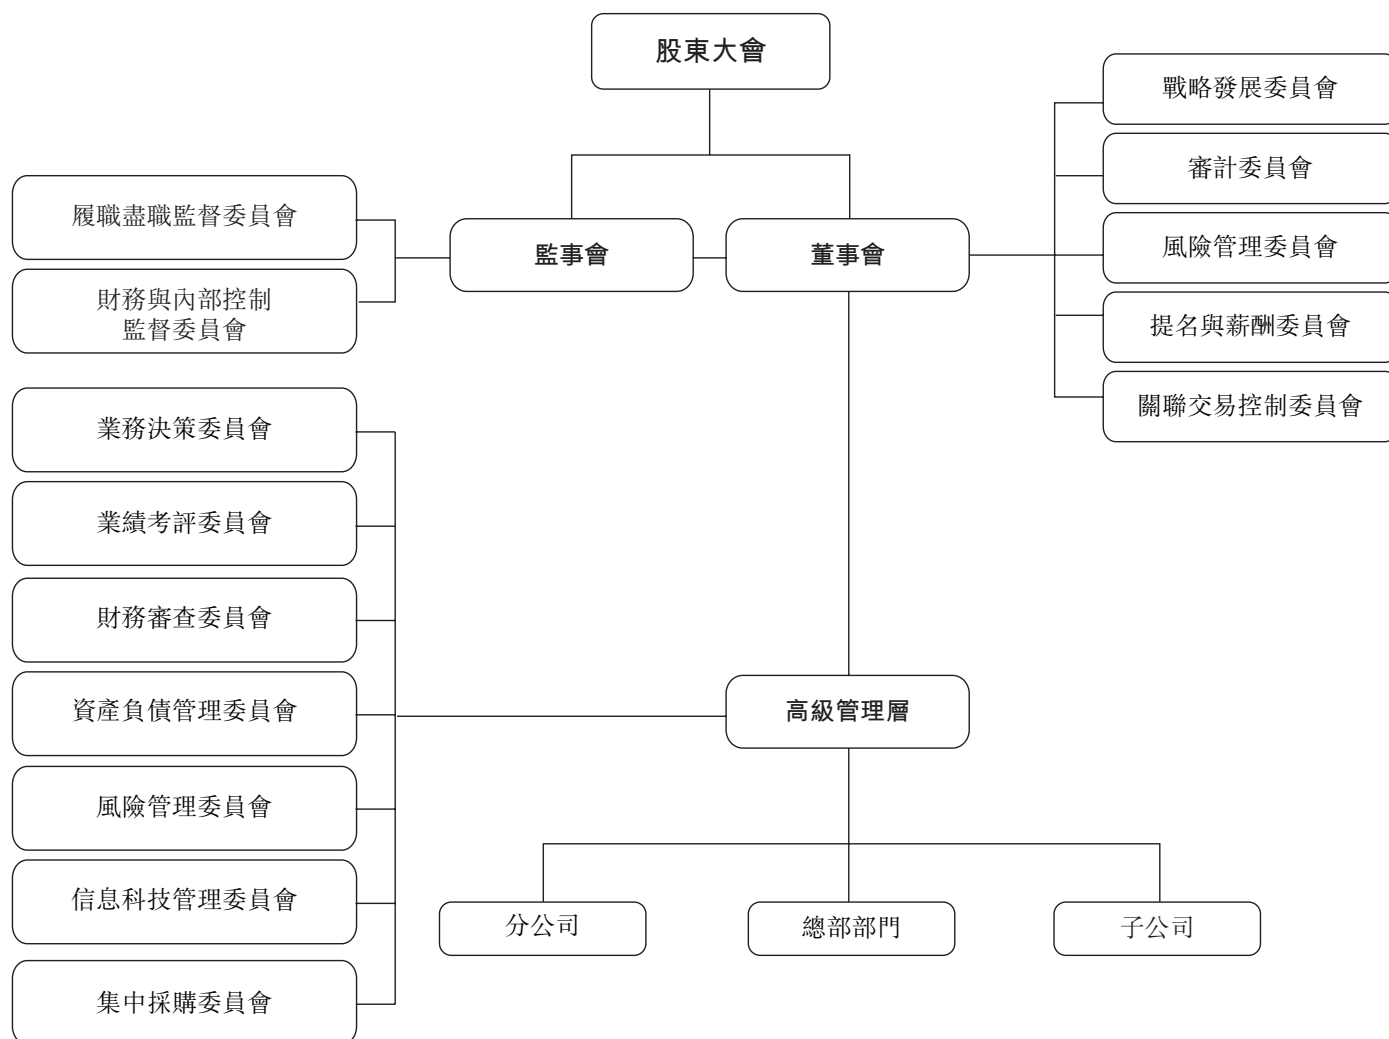 股東大會
戰略發展委員會
審計委員會
風險管理委員會
提名與薪酬委員會
關聯交易控制委員會
履職盡職監督委員會
財務與內部控制
監督委員會
監事會
董事會
業務決策委員會
業績考評委員會
財務審查委員會
資產負債管理委員會
風險管理委員會
信息科技管理委員會
集中採購委員會
高級管理層
分公司
總部部門
子公司